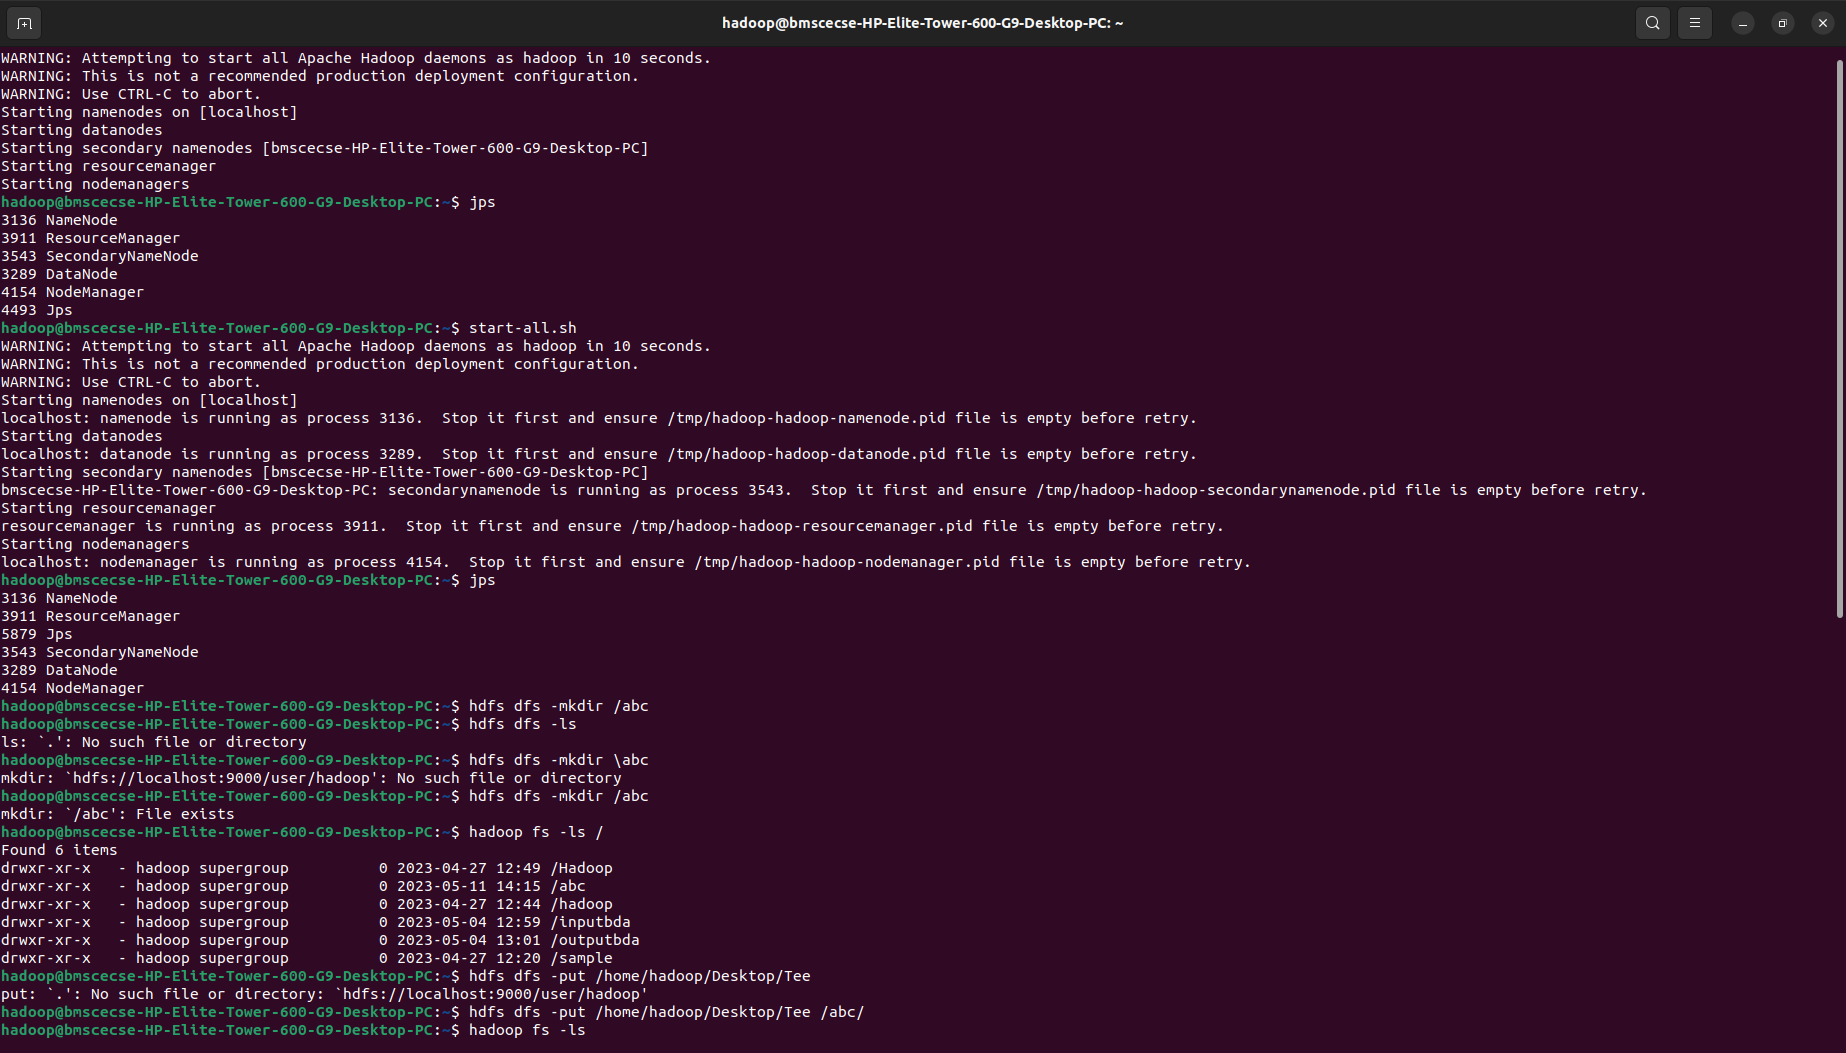 hadoop@bmscecse-HP-Elite-Tower-600-G9-Desktop-PC: ~
WARNING: Attempting to start all Apache Hadoop daemons as hadoop in 10 seconds.
WARNING: This is not a recommended production deployment configuration.
WARNING: Use CTRL-C to abort.
Starting namenodes on [localhost]
Starting datanodes
Starting secondary namenodes [bmscecse-HP-Elite-Tower-600-G9-Desktop-PC]
Starting resourcemanager
Starting nodemanagers
hadoop@bmscecse-HP-Elite-Tower-600-G9-Desktop-PC:~$ jps
3136 NameNode
3911 ResourceManager
3543 SecondaryNameNode
3289 DataNode
4154 NodeManager
4493 Jps
hadoop@bmscecse-HP-Elite-Tower-600-G9-Desktop-PC:~$ start-all.sh
WARNING: Attempting to start all Apache Hadoop daemons as hadoop in 10 seconds.
WARNING: This is not a recommended production deployment configuration.
WARNING: Use CTRL-C to abort.
Starting namenodes on [localhost]
localhost: namenode is running as process 3136.  Stop it first and ensure /tmp/hadoop-hadoop-namenode.pid file is empty before retry.
Starting datanodes
localhost: datanode is running as process 3289.  Stop it first and ensure /tmp/hadoop-hadoop-datanode.pid file is empty before retry.
Starting secondary namenodes [bmscecse-HP-Elite-Tower-600-G9-Desktop-PC]
bmscecse-HP-Elite-Tower-600-G9-Desktop-PC: secondarynamenode is running as process 3543.  Stop it first and ensure /tmp/hadoop-hadoop-secondarynamenode.pid file is empty before retry.
Starting resourcemanager
resourcemanager is running as process 3911.  Stop it first and ensure /tmp/hadoop-hadoop-resourcemanager.pid file is empty before retry.
Starting nodemanagers
localhost: nodemanager is running as process 4154.  Stop it first and ensure /tmp/hadoop-hadoop-nodemanager.pid file is empty before retry.
hadoop@bmscecse-HP-Elite-Tower-600-G9-Desktop-PC:~$ jps
3136 NameNode
3911 ResourceManager
5879 Jps
3543 SecondaryNameNode
3289 DataNode
4154 NodeManager
hadoop@bmscecse-HP-Elite-Tower-600-G9-Desktop-PC:~$ hdfs dfs -mkdir /abc
hadoop@bmscecse-HP-Elite-Tower-600-G9-Desktop-PC:~$ hdfs dfs -ls
ls: `.': No such file or directory
hadoop@bmscecse-HP-Elite-Tower-600-G9-Desktop-PC:~$ hdfs dfs -mkdir \abc
mkdir: `hdfs://localhost:9000/user/hadoop': No such file or directory
hadoop@bmscecse-HP-Elite-Tower-600-G9-Desktop-PC:~$ hdfs dfs -mkdir /abc
mkdir: `/abc': File exists
hadoop@bmscecse-HP-Elite-Tower-600-G9-Desktop-PC:~$ hadoop fs -ls /
Found 6 items
drwxr-xr-x   - hadoop supergroup          0 2023-04-27 12:49 /Hadoop
drwxr-xr-x   - hadoop supergroup          0 2023-05-11 14:15 /abc
drwxr-xr-x   - hadoop supergroup          0 2023-04-27 12:44 /hadoop
drwxr-xr-x   - hadoop supergroup          0 2023-05-04 12:59 /inputbda
drwxr-xr-x   - hadoop supergroup          0 2023-05-04 13:01 /outputbda
drwxr-xr-x   - hadoop supergroup          0 2023-04-27 12:20 /sample
hadoop@bmscecse-HP-Elite-Tower-600-G9-Desktop-PC:~$ hdfs dfs -put /home/hadoop/Desktop/Tee
put: `.': No such file or directory: `hdfs://localhost:9000/user/hadoop'
hadoop@bmscecse-HP-Elite-Tower-600-G9-Desktop-PC:~$ hdfs dfs -put /home/hadoop/Desktop/Tee /abc/
hadoop@bmscecse-HP-Elite-Tower-600-G9-Desktop-PC:~$ hadoop fs -ls